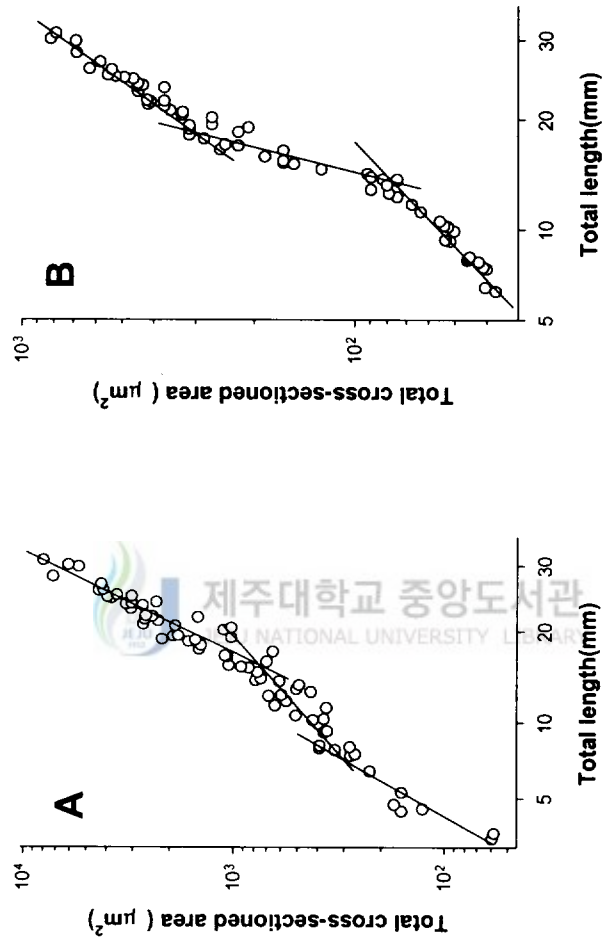 A
Total cross-sectioned area ( μm²)
10⁴
10³
10²
5
10
20
30
Total length(mm)
B
Total cross-sectioned area ( μm²)
10³
10²
5
10
20
30
Total length(mm)
제주대학교 중앙도서관
JEJU NATIONAL UNIVERSITY LIBRARY